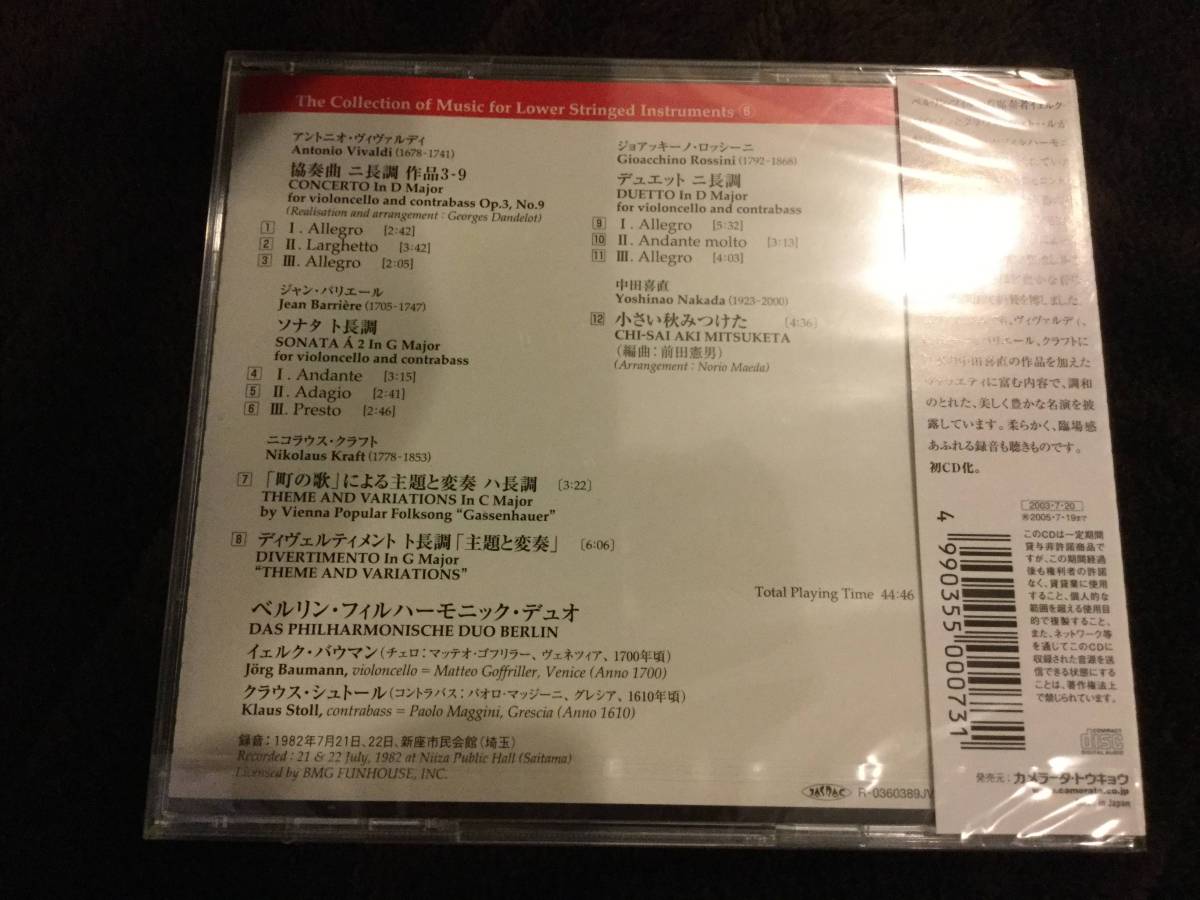 The Collection of Music for Lower Stringed Instruments ⑥
アントニオ・ヴィヴァルディ
Antonio Vivaldi (1678-1741)
協奏曲 ニ長調 作品3-9
CONCERTO In D Major
for violoncello and contrabass Op.3, No.9
(Realisation and arrangement : Georges Dandelot)
1 I. Allegro [2:42]
2 II. Larghetto [3:42]
3 III. Allegro [2:05]
ジャン・バリエール
Jean Barrière (1705-1747)
ソナタ ト長調
SONATA Á 2 In G Major
for violoncello and contrabass
4 I. Andante [3:15]
5 II. Adagio [2:41]
6 III. Presto [2:46]
ニコラウス・クラフト
Nikolaus Kraft (1778-1853)
7 「町の歌」による主題と変奏 ハ長調 [3:22]
THEME AND VARIATIONS In C Major
by Vienna Popular Folksong “Gassenhauer”
8 ディヴェルティメント ト長調「主題と変奏」 [6:06]
DIVERTIMENTO In G Major
“THEME AND VARIATIONS”
ジョアッキーノ・ロッシーニ
Gioacchino Rossini (1792-1868)
デュエット ニ長調
DUETTO In D Major
for violoncello and contrabass
9 I. Allegro [5:32]
10 II. Andante molto [3:13]
11 III. Allegro [4:03]
中田喜直
Yoshinao Nakada (1923-2000)
12 小さい秋みつけた [4:36]
CHI-SAI AKI MITSUKETA
(編曲：前田憲男)
(Arrangement : Norio Maeda)
Total Playing Time 44:46
ベルリン・フィルハーモニック・デュオ
DAS PHILHARMONISCHE DUO BERLIN
イェルク・バウマン(チェロ：マッテオ・ゴフリラー、ヴェネツィア、1700年頃)
Jörg Baumann, violoncello = Matteo Goffriller, Venice (Anno 1700)
クラウス・シュトール(コントラバス：パオロ・マッジーニ、グレシア、1610年頃)
Klaus Stoll, contrabass = Paolo Maggini, Grescia (Anno 1610)
録音：1982年7月21日、22日、新座市民会館(埼玉)
Recorded : 21 & 22 July, 1982 at Niiza Public Hall (Saitama)
Licensed by BMG FUNHOUSE, INC.
R-0360389JV
ヴィヴァルディ、
クラフトに
中田喜直の作品を加えた
に富む内容で、調和
のとれた、美しく豊かな名演を披
露しています。柔らかく、臨場感
あふれる録音も聴きものです。
初CD化。
2003・7・20
2005・7・19まで
このCDは一定期間
貸与非許諾商品で
すが、この期間経過
後も権利者の許諾
なく、賃貸業に使用
すること、個人的な
範囲を超える使用目
的で複製すること、
また、ネットワーク等
を通じてこのCDに
収録された音源を送
信できる状態にする
ことは、著作権法上
で禁じられています。
4 990355 000731
COMPACT
disc
DIGITAL AUDIO
発売元：カメラータ・トウキョウ
www.camerata.co.jp
in Japan